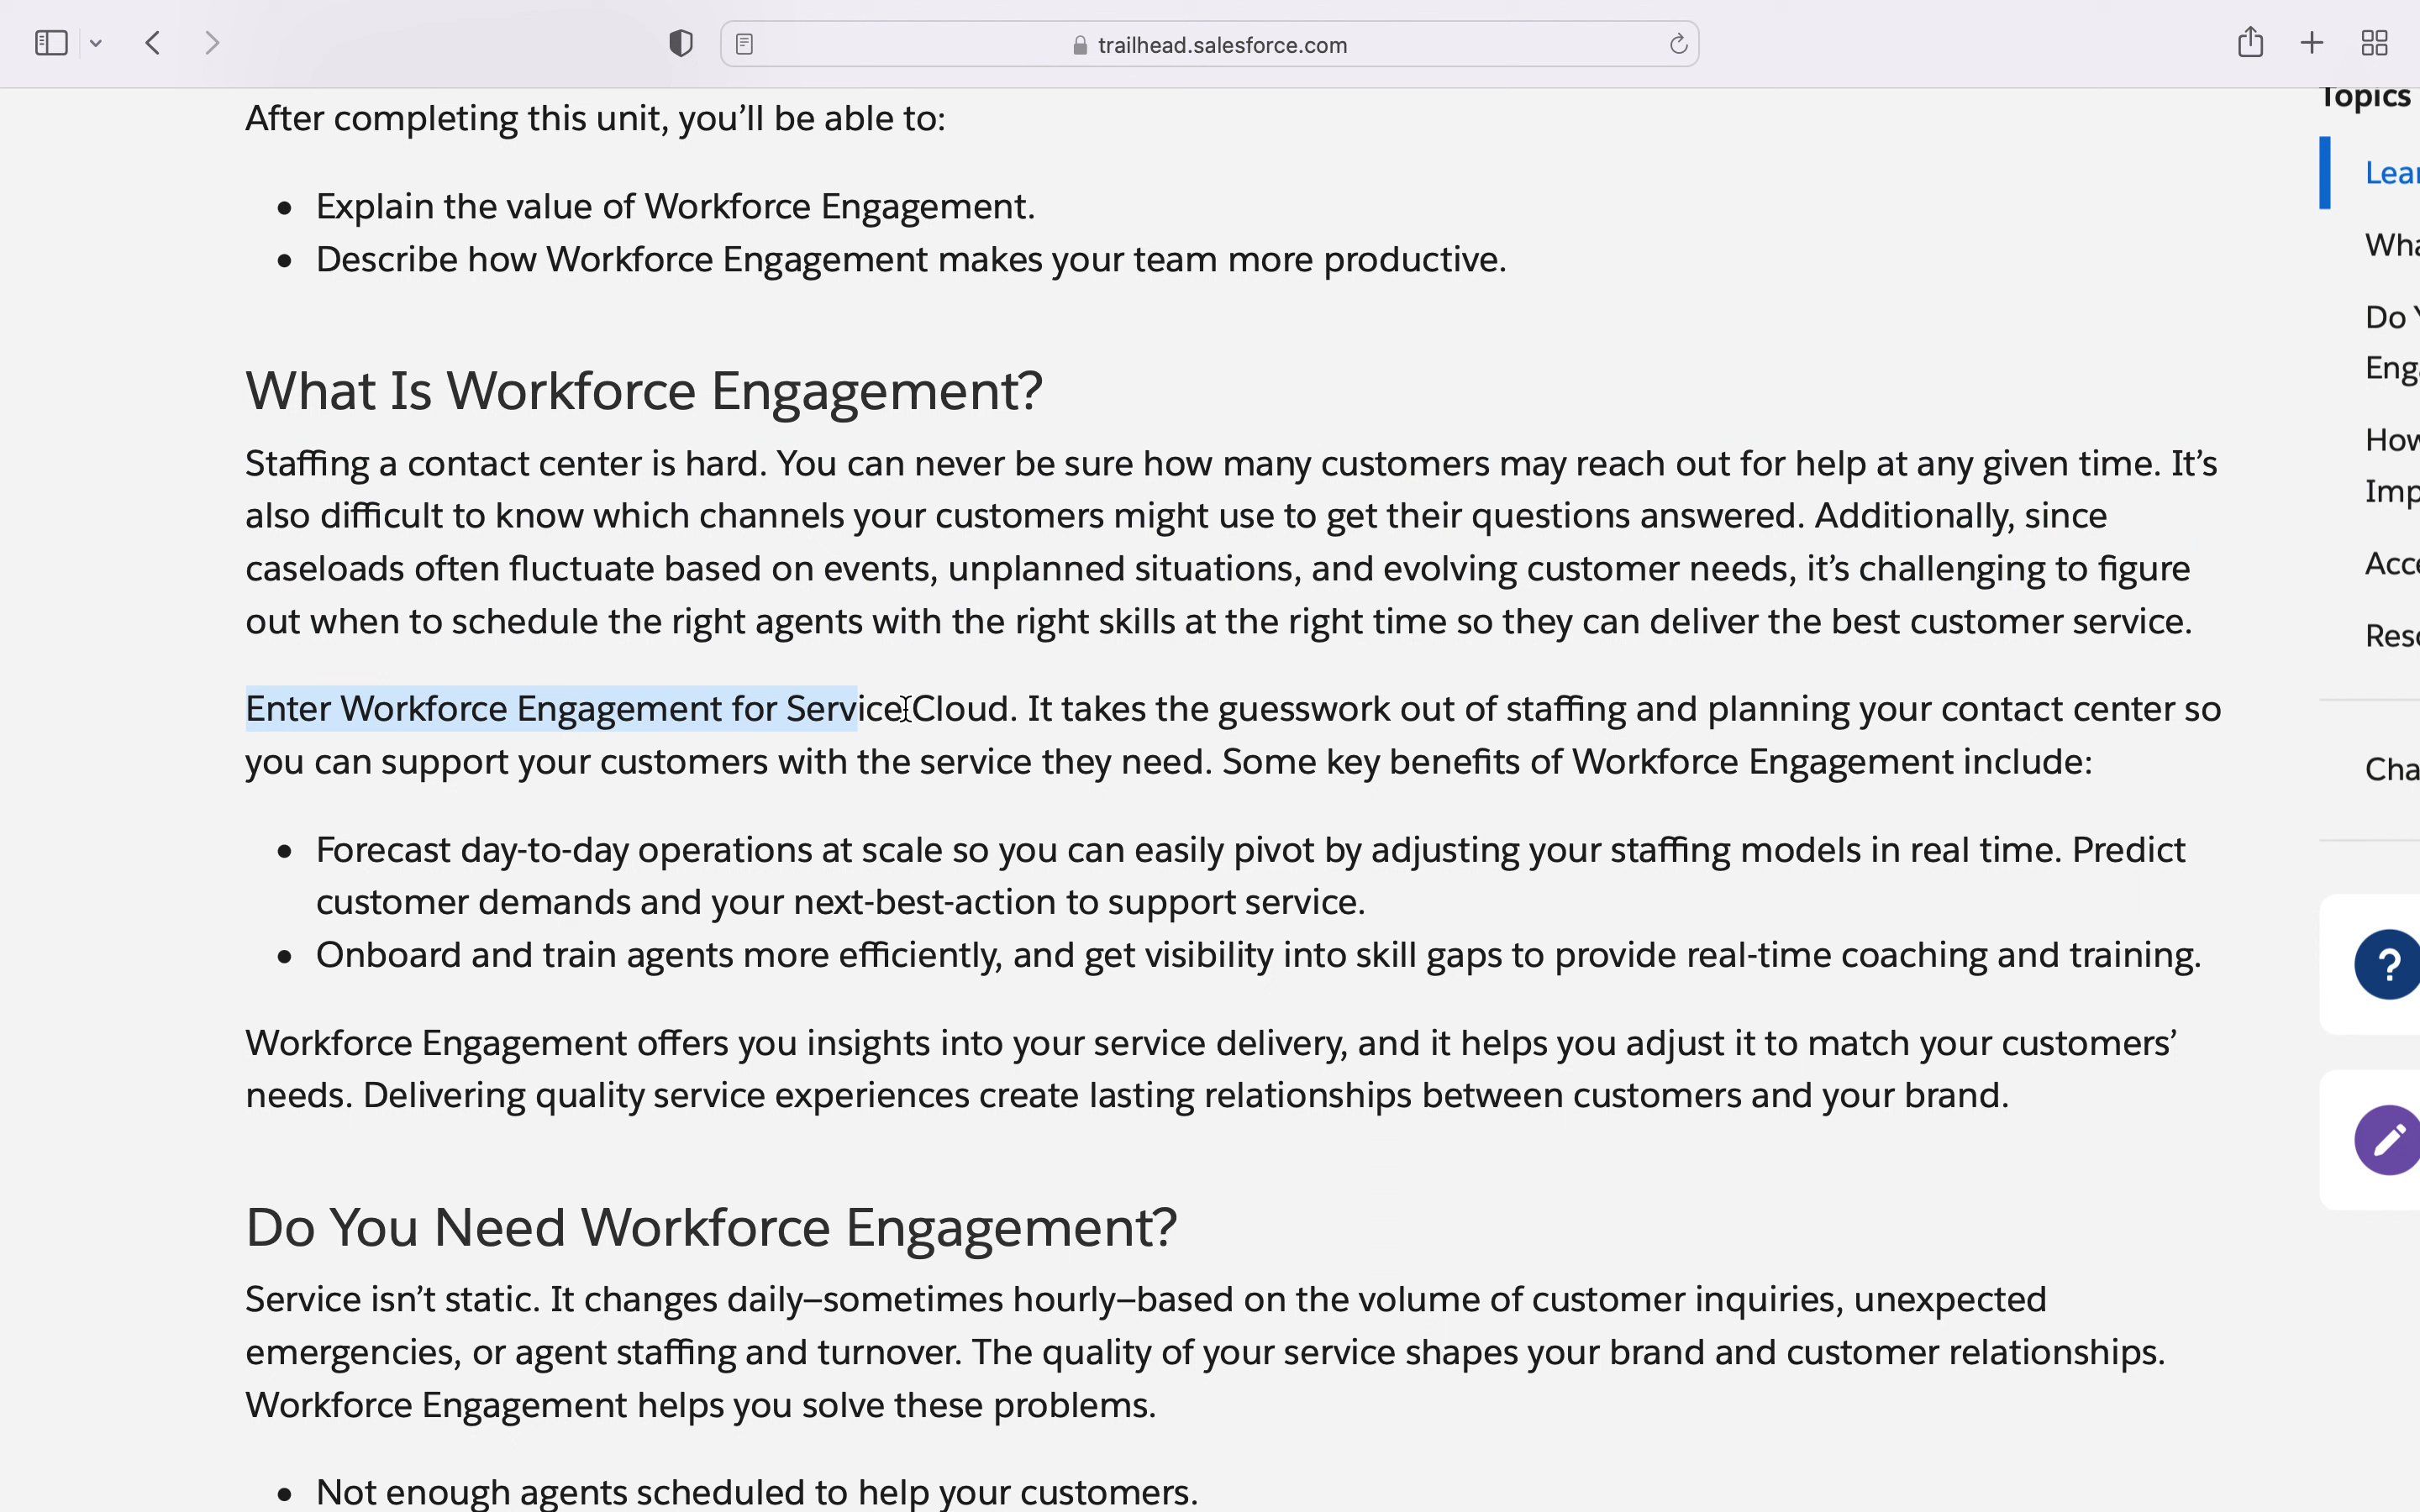 trailhead.salesforce.com
After completing this unit, you’ll be able to:
• Explain the value of Workforce Engagement.
• Describe how Workforce Engagement makes your team more productive.
What Is Workforce Engagement?
Staffing a contact center is hard. You can never be sure how many customers may reach out for help at any given time. It’s
also difficult to know which channels your customers might use to get their questions answered. Additionally, since
caseloads often fluctuate based on events, unplanned situations, and evolving customer needs, it’s challenging to figure
out when to schedule the right agents with the right skills at the right time so they can deliver the best customer service.
Enter Workforce Engagement for Service Cloud. It takes the guesswork out of staffing and planning your contact center so
you can support your customers with the service they need. Some key benefits of Workforce Engagement include:
• Forecast day-to-day operations at scale so you can easily pivot by adjusting your staffing models in real time. Predict
customer demands and your next-best-action to support service.
• Onboard and train agents more efficiently, and get visibility into skill gaps to provide real-time coaching and training.
Workforce Engagement offers you insights into your service delivery, and it helps you adjust it to match your customers’
needs. Delivering quality service experiences create lasting relationships between customers and your brand.
Do You Need Workforce Engagement?
Service isn’t static. It changes daily—sometimes hourly—based on the volume of customer inquiries, unexpected
emergencies, or agent staffing and turnover. The quality of your service shapes your brand and customer relationships.
Workforce Engagement helps you solve these problems.
• Not enough agents scheduled to help your customers.
Topics
Lear
Wha
Do Y
Eng
How
Imp
Acce
Reso
Cha
?